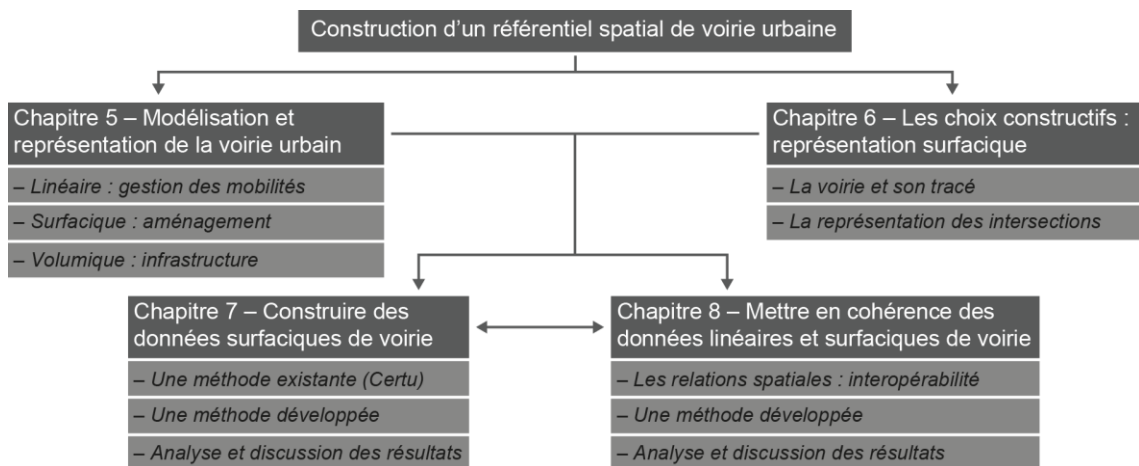 Construction d’un référentiel spatial de voirie urbaine
Chapitre 5 – Modélisation et
représentation de la voirie urbain
– Linéaire : gestion des mobilités
– Surfacique : aménagement
– Volumique : infrastructure
Chapitre 6 – Les choix constructifs :
représentation surfacique
– La voirie et son tracé
– La représentation des intersections
Chapitre 7 – Construire des
données surfaciques de voirie
– Une méthode existante (Certu)
– Une méthode développée
– Analyse et discussion des résultats
Chapitre 8 – Mettre en cohérence des
données linéaires et surfaciques de voirie
– Les relations spatiales : interopérabilité
– Une méthode développée
– Analyse et discussion des résultats